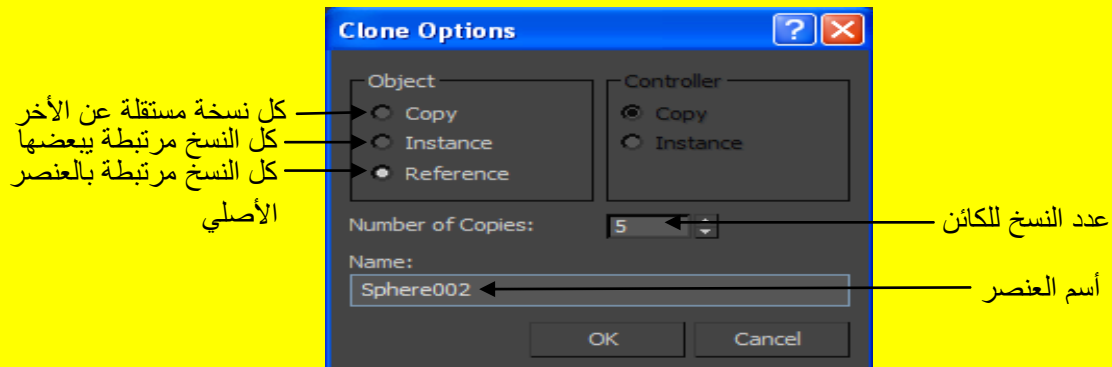 Clone Options
Object
Controller
Copy
Copy
Instance
Instance
Reference
كل نسخة مستقلة عن الأخر
كل النسخ مرتبطة يبعضها
كل النسخ مرتبطة بالعنصر
الأصلي
Number of Copies:
5
عدد النسخ للكائن
Name:
Sphere002
أسم العنصر
OK
Cancel